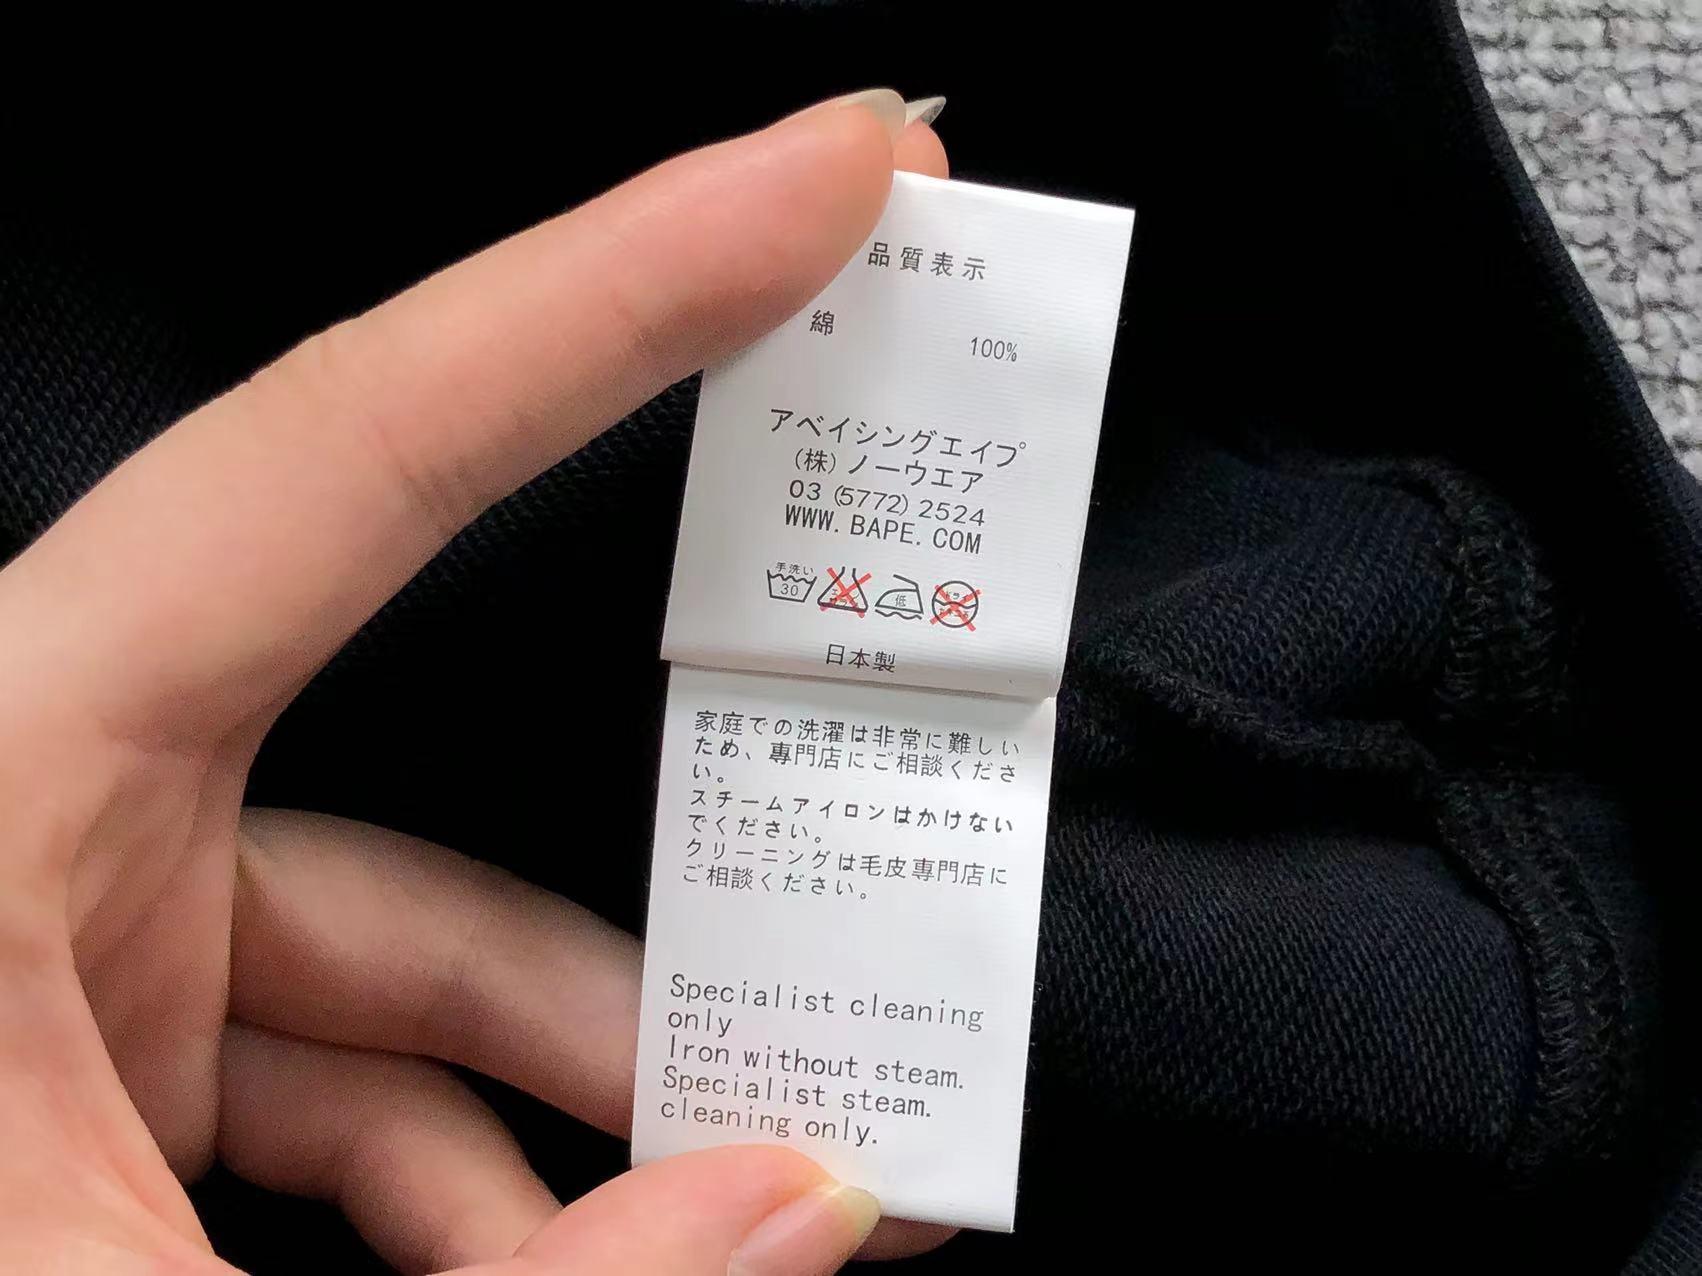 品質表示
綿 100%
アベイシングエイプ
(株) ノーウエア
03 (5772) 2524
WWW. BAPE. COM
手洗い
30
低
日本製
家庭での洗濯は非常に難しい
ため、専門店にご相談くださ
い。
スチームアイロンはかけない
でください。
クリーニングは毛皮専門店に
ご相談ください。
Specialist cleaning
only
Iron without steam.
Specialist steam.
cleaning only.